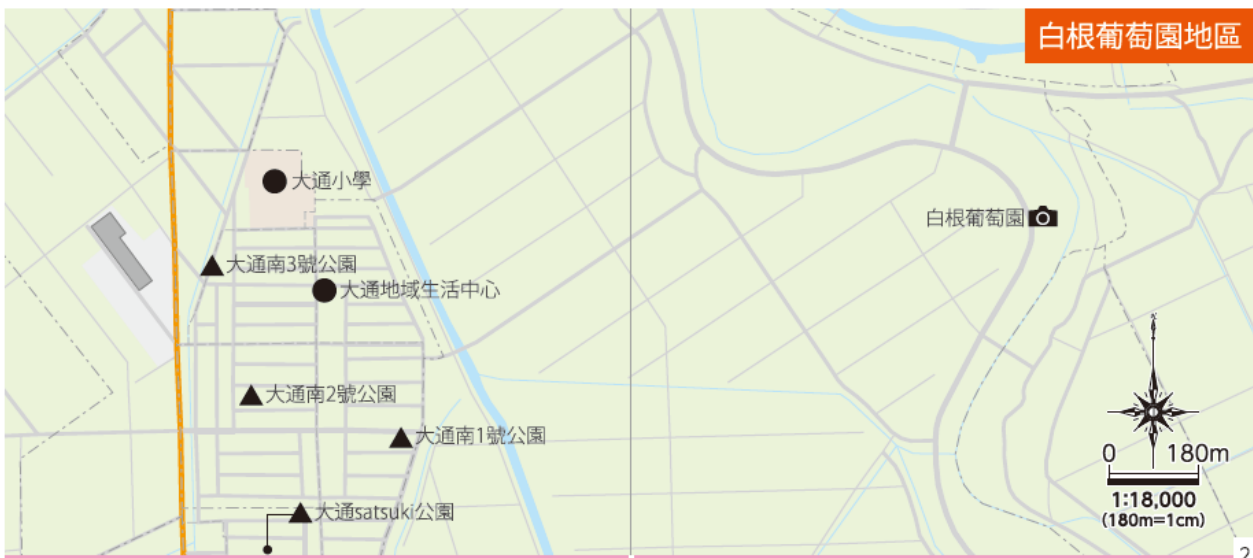 白根葡萄園地區
大通小學
白根葡萄園
大通南3號公園
大通地域生活中心
大通南2號公園
大通南1號公園
大通satsuki公園
0 180m
1:18,000
(180m=1cm)